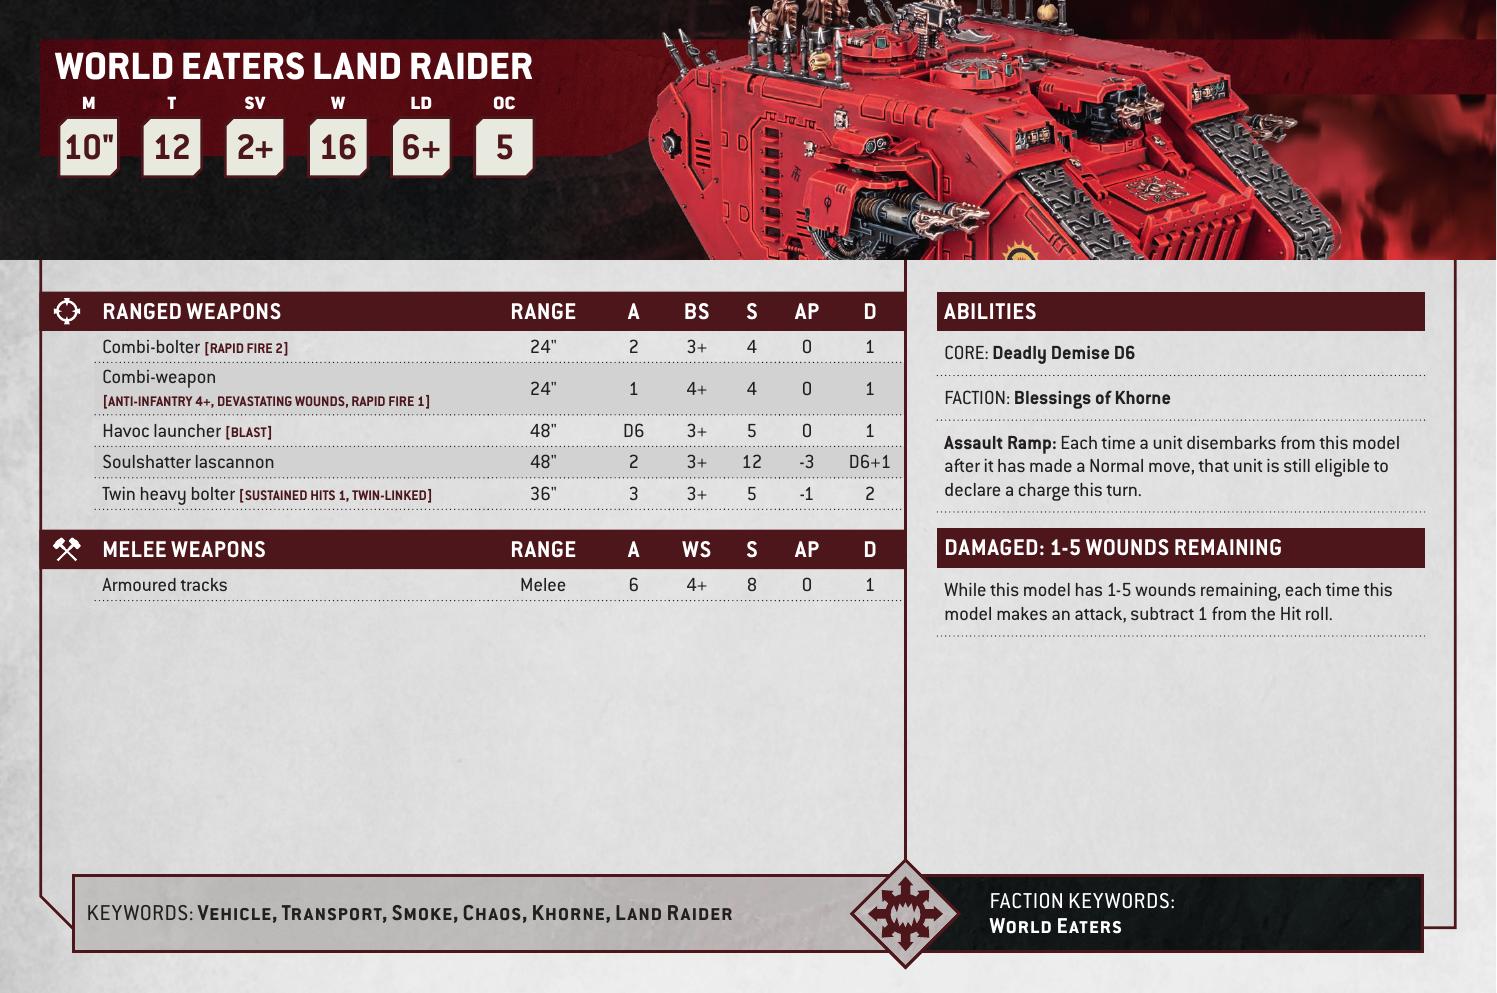 WORLD EATERS LAND RAIDER
M T SV W LD OC
10" 12 2+ 16 6+ 5
RANGED WEAPONS RANGE A BS S AP D
Combi-bolter [RAPID FIRE 2] 24" 2 3+ 4 0 1
Combi-weapon
[ANTI-INFANTRY 4+, DEVASTATING WOUNDS, RAPID FIRE 1] 24" 1 4+ 4 0 1
Havoc launcher [BLAST] 48" D6 3+ 5 0 1
Soulshatter lascannon 48" 2 3+ 12 -3 D6+1
Twin heavy bolter [SUSTAINED HITS 1, TWIN-LINKED] 36" 3 3+ 5 -1 2
MELEE WEAPONS RANGE A WS S AP D
Armoured tracks Melee 6 4+ 8 0 1
ABILITIES
CORE: Deadly Demise D6
FACTION: Blessings of Khorne
Assault Ramp: Each time a unit disembarks from this model
after it has made a Normal move, that unit is still eligible to
declare a charge this turn.
DAMAGED: 1-5 WOUNDS REMAINING
While this model has 1-5 wounds remaining, each time this
model makes an attack, subtract 1 from the Hit roll.
KEYWORDS: Vehicle, Transport, Smoke, Chaos, Khorne, Land Raider
FACTION KEYWORDS:
World Eaters